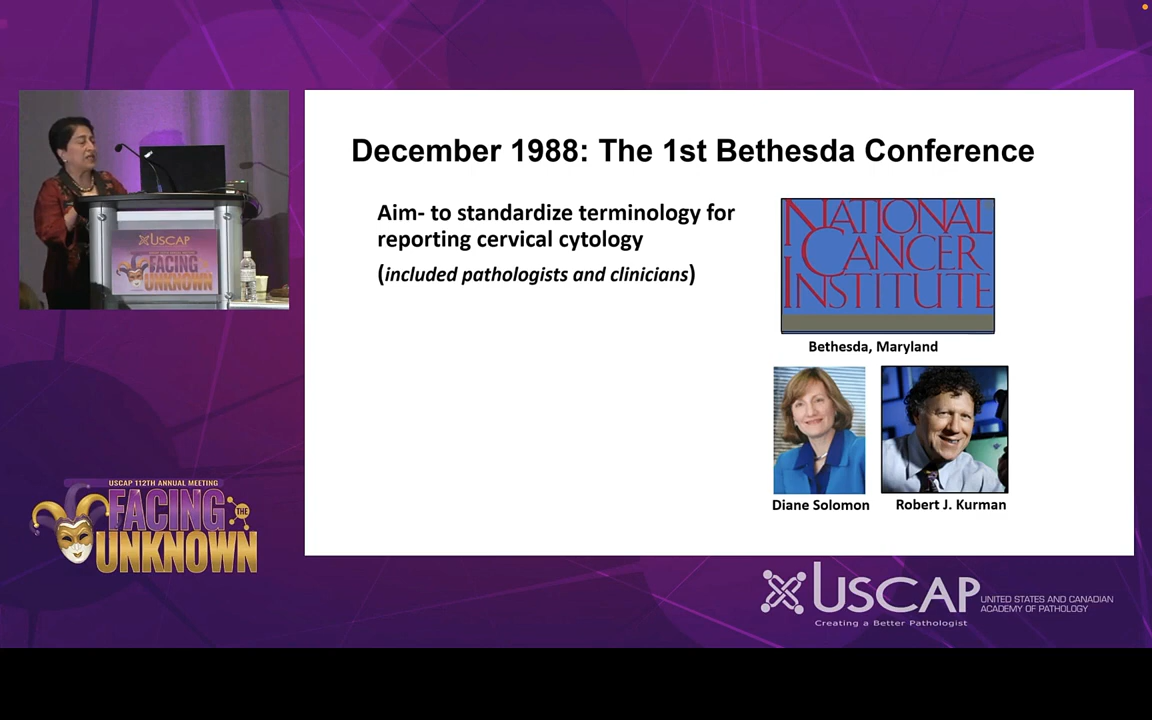 December 1988: The 1st Bethesda Conference
Aim- to standardize terminology for
reporting cervical cytology
(included pathologists and clinicians)
NATIONAL
CANCER
INSTITUTE
Bethesda, Maryland
Diane Solomon
Robert J. Kurman
USCAP
FACING
THE
UNKNOWN
USCAP 112TH ANNUAL MEETING
FACING
THE
UNKNOWN
USCAP
UNITED STATES AND CANADIAN
ACADEMY OF PATHOLOGY
Creating a Better Pathologist